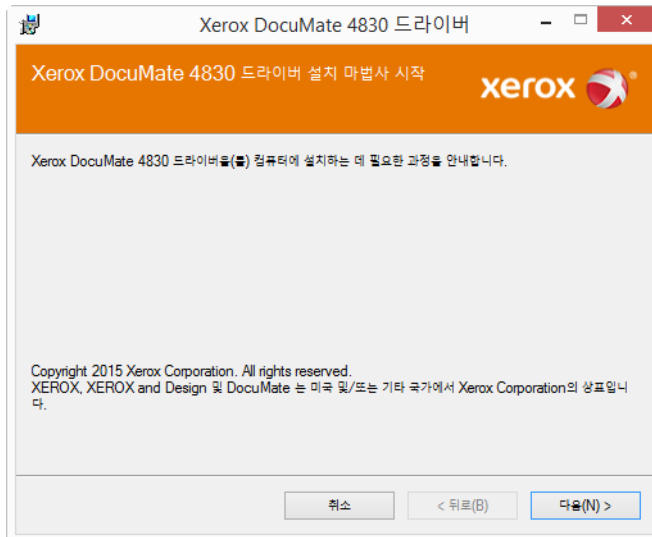 Xerox DocuMate 4830 드라이버
Xerox DocuMate 4830 드라이버 설치 마법사 시작
xerox
Xerox DocuMate 4830 드라이버을(를) 컴퓨터에 설치하는 데 필요한 과정을 안내합니다.
Copyright 2015 Xerox Corporation. All rights reserved.
XEROX, XEROX and Design 및 DocuMate 는 미국 및/또는 기타 국가에서 Xerox Corporation의 상표입니
다.
취소
< 뒤로(B)
다음(N) >